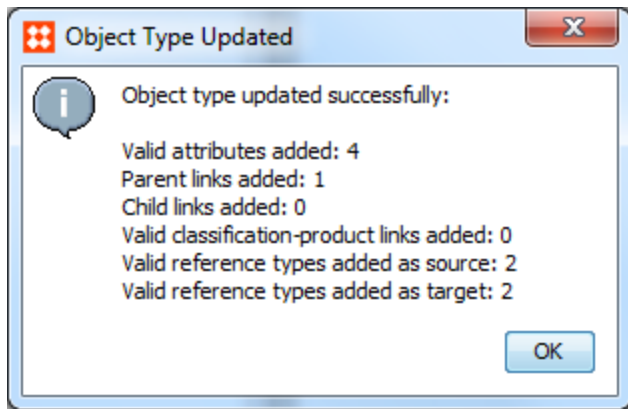 Object Type Updated
Object type updated successfully:
Valid attributes added: 4
Parent links added: 1
Child links added: 0
Valid classification-product links added: 0
Valid reference types added as source: 2
Valid reference types added as target: 2
OK